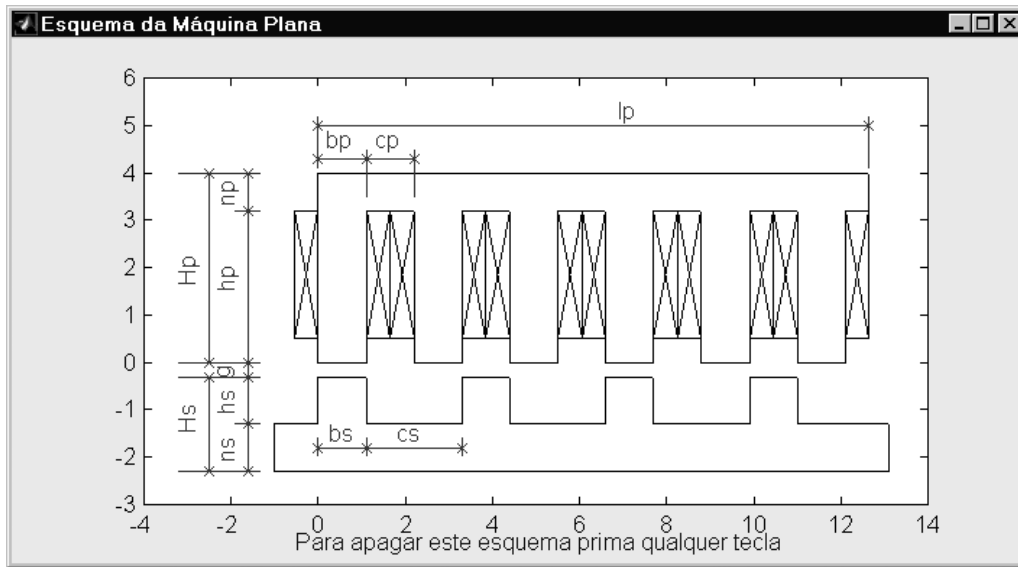 Esquema da Máquina Plana
6
5
4
3
2
1
0
-1
-2
-3
lp
bp cp
np
hp
Hp
g
hs
Hs
ns
bs cs
-4 -2 0 2 4 6 8 10 12 14
Para apagar este esquema prima qualquer tecla